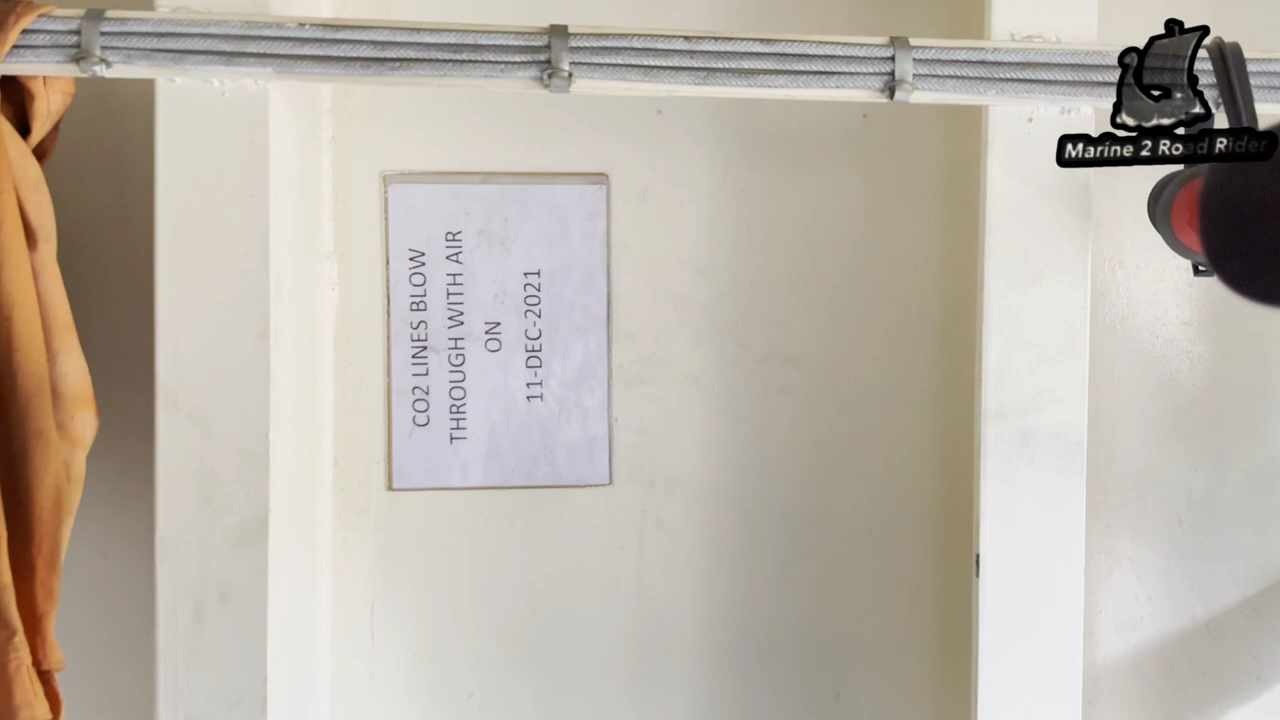 CO2 LINES BLOW
THROUGH WITH AIR
ON
11-DEC-2021
Marine 2 Road Rider